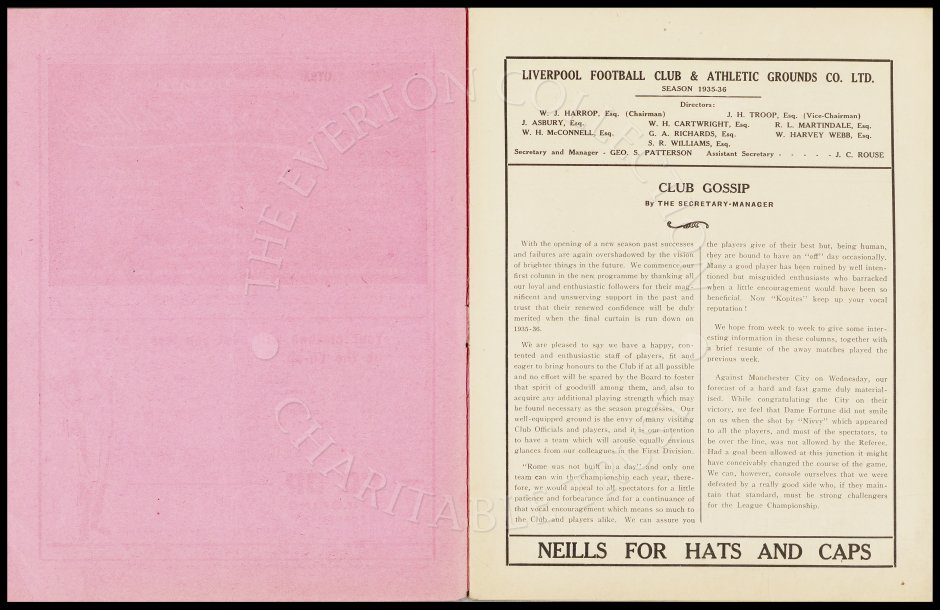 LIVERPOOL FOOTBALL CLUB & ATHLETIC GROUNDS CO. LTD.
SEASON 1935-36
Directors:
W. J. HARROP, Esq. (Chairman) J. H. TROOP, Esq. (Vice-Chairman)
J. ASBURY, Esq. W. H. CARTWRIGHT, Esq. R. L. MARTINDALE, Esq.
W. H. McCONNELL, Esq. G. A. RICHARDS, Esq. W. HARVEY WEBB, Esq.
S. R. WILLIAMS, Esq.
Secretary and Manager - GEO. S. PATTERSON Assistant Secretary - - - - - J. C. ROUSE
CLUB GOSSIP
By THE SECRETARY-MANAGER
With the opening of a new season past successes
and failures are again overshadowed by the vision
of brighter things in the future. We commence our
first column in the new programme by thanking all
our loyal and enthusiastic followers for their mag-
nificent and unswerving support in the past and
trust that their renewed confidence will be duly
merited when the final curtain is run down on
1935-36.
We are pleased to say we have a happy, con-
tented and enthusiastic staff of players, fit and
eager to bring honours to the Club if at all possible
and no effort will be spared by the Board to foster
that spirit of goodwill among them, and also to
acquire any additional playing strength which may
be found necessary as the season progresses. Our
well-equipped ground is the envy of many visiting
Club Officials and players, and it is our intention
to have a team which will arouse equally envious
glances from our colleagues in the First Division.
"Rome was not built in a day" and only one
team can win the championship each year, there-
fore, we would appeal to all spectators for a little
patience and forbearance and for a continuance of
that vocal encouragement which means so much to
the Club and players alike. We can assure you
the players give of their best but, being human,
they are bound to have an "off" day occasionally.
Many a good player has been ruined by well inten-
tioned but misguided enthusiasts who barracked
when a little encouragement would have been so
beneficial. Now "Kopites" keep up your vocal
reputation!
We hope from week to week to give some inter-
esting information in these columns, together with
a brief resume of the away matches played the
previous week.
Against Manchester City on Wednesday, our
forecast of a hard and fast game duly material-
ised. While congratulating the City on their
victory, we feel that Dame Fortune did not smile
on us when the shot by "Nivvy" which appeared
to all the players, and most of the spectators, to
be over the line, was not allowed by the Referee.
Had a goal been allowed at this junction it might
have conceivably changed the course of the game.
We can, however, console ourselves that we were
defeated by a really good side who, if they main-
tain that standard, must be strong challengers
for the League Championship.
NEILLS FOR HATS AND CAPS
THE EVERTON COLLECTION
CHARITABLE